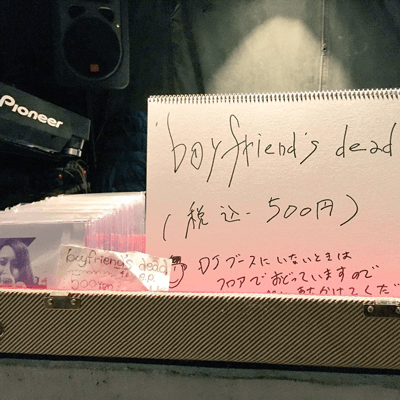 Pioneer
'boyfriend's dead
(税込.500円)
DJブースにいないときは
フロアでおどっていますので
boyfriend's dead